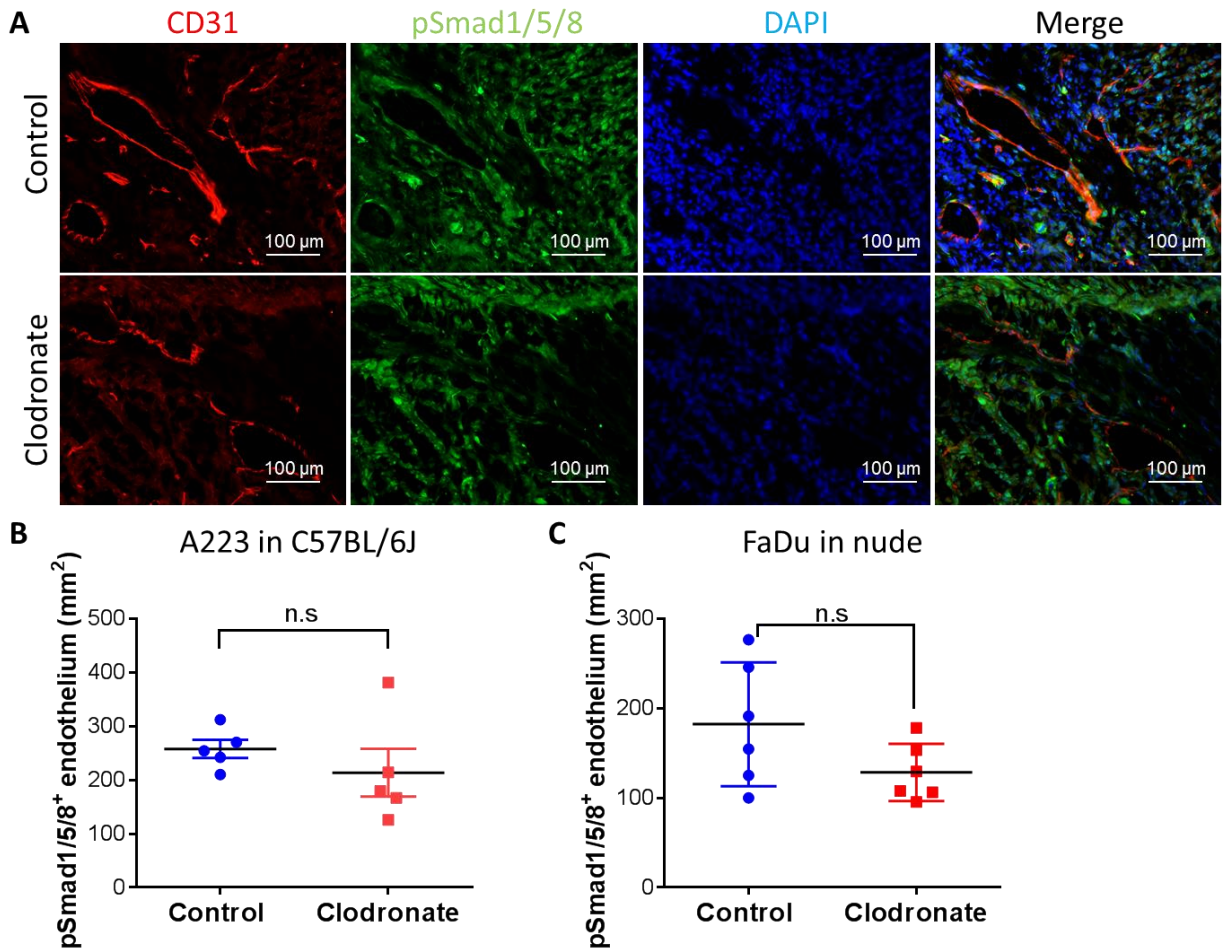 A
CD31 pSmad1/5/8 DAPI Merge
Control
100 µm 100 µm 100 µm 100 µm
Clodronate
100 µm 100 µm 100 µm 100 µm
B
A223 in C57BL/6J
pSmad1/5/8+ endothelium (mm2)
500
400
300
200
100
0
n.s
Control Clodronate
C
FaDu in nude
pSmad1/5/8+ endothelium (mm2)
300
200
100
0
n.s
Control Clodronate